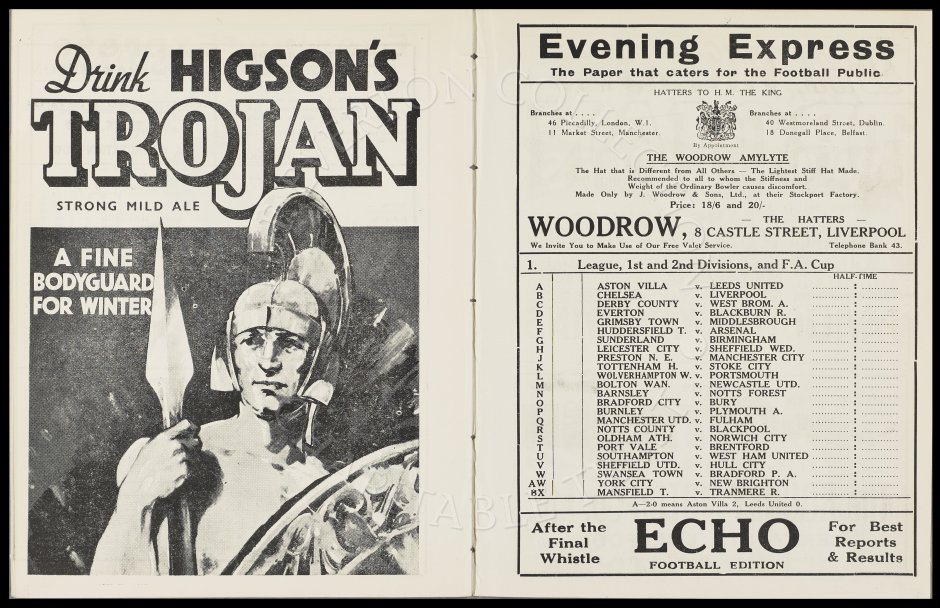 Drink HIGSON'S
TROJAN
STRONG MILD ALE
A FINE
BODYGUARD
FOR WINTER
Evening Express
The Paper that caters for the Football Public
HATTERS TO H. M. THE KING
Branches at . . . .
46 Piccadilly, London, W.1.
11 Market Street, Manchester.
By Appointment
Branches at . . . .
40 Westmoreland Street, Dublin.
18 Donegall Place, Belfast.
THE WOODROW AMYLYTE
The Hat that is Different from All Others — The Lightest Stiff Hat Made.
Recommended to all to whom the Stiffness and
Weight of the Ordinary Bowler causes discomfort.
Made Only by J. Woodrow & Sons, Ltd., at their Stockport Factory.
Price: 18/6 and 20/-
WOODROW, — THE HATTERS —
8 CASTLE STREET, LIVERPOOL
We Invite You to Make Use of Our Free Valet Service. Telephone Bank 43.
1. League, 1st and 2nd Divisions, and F.A. Cup
HALF-TIME
A ASTON VILLA v. LEEDS UNITED ......... : .........
B CHELSEA v. LIVERPOOL ......... : .........
C DERBY COUNTY v. WEST BROM. A. ......... : .........
D EVERTON v. BLACKBURN R. ......... : .........
E GRIMSBY TOWN v. MIDDLESBROUGH ......... : .........
F HUDDERSFIELD T. v. ARSENAL ......... : .........
G SUNDERLAND v. BIRMINGHAM ......... : .........
H LEICESTER CITY v. SHEFFIELD WED. ......... : .........
J PRESTON N. E. v. MANCHESTER CITY ......... : .........
K TOTTENHAM H. v. STOKE CITY ......... : .........
L WOLVERHAMPTON W. v. PORTSMOUTH ......... : .........
M BOLTON WAN. v. NEWCASTLE UTD. ......... : .........
N BARNSLEY v. NOTTS FOREST ......... : .........
O BRADFORD CITY v. BURY ......... : .........
P BURNLEY v. PLYMOUTH A. ......... : .........
Q MANCHESTER UTD. v. FULHAM ......... : .........
R NOTTS COUNTY v. BLACKPOOL ......... : .........
S OLDHAM ATH. v. NORWICH CITY ......... : .........
T PORT VALE v. BRENTFORD ......... : .........
U SOUTHAMPTON v. WEST HAM UNITED ......... : .........
V SHEFFIELD UTD. v. HULL CITY ......... : .........
W SWANSEA TOWN v. BRADFORD P. A. ......... : .........
AW YORK CITY v. NEW BRIGHTON ......... : .........
BX MANSFIELD T. v. TRANMERE R. ......... : .........
A—2-0 means Aston Villa 2, Leeds United 0.
After the
Final
Whistle
ECHO
FOOTBALL EDITION
For Best
Reports
& Results